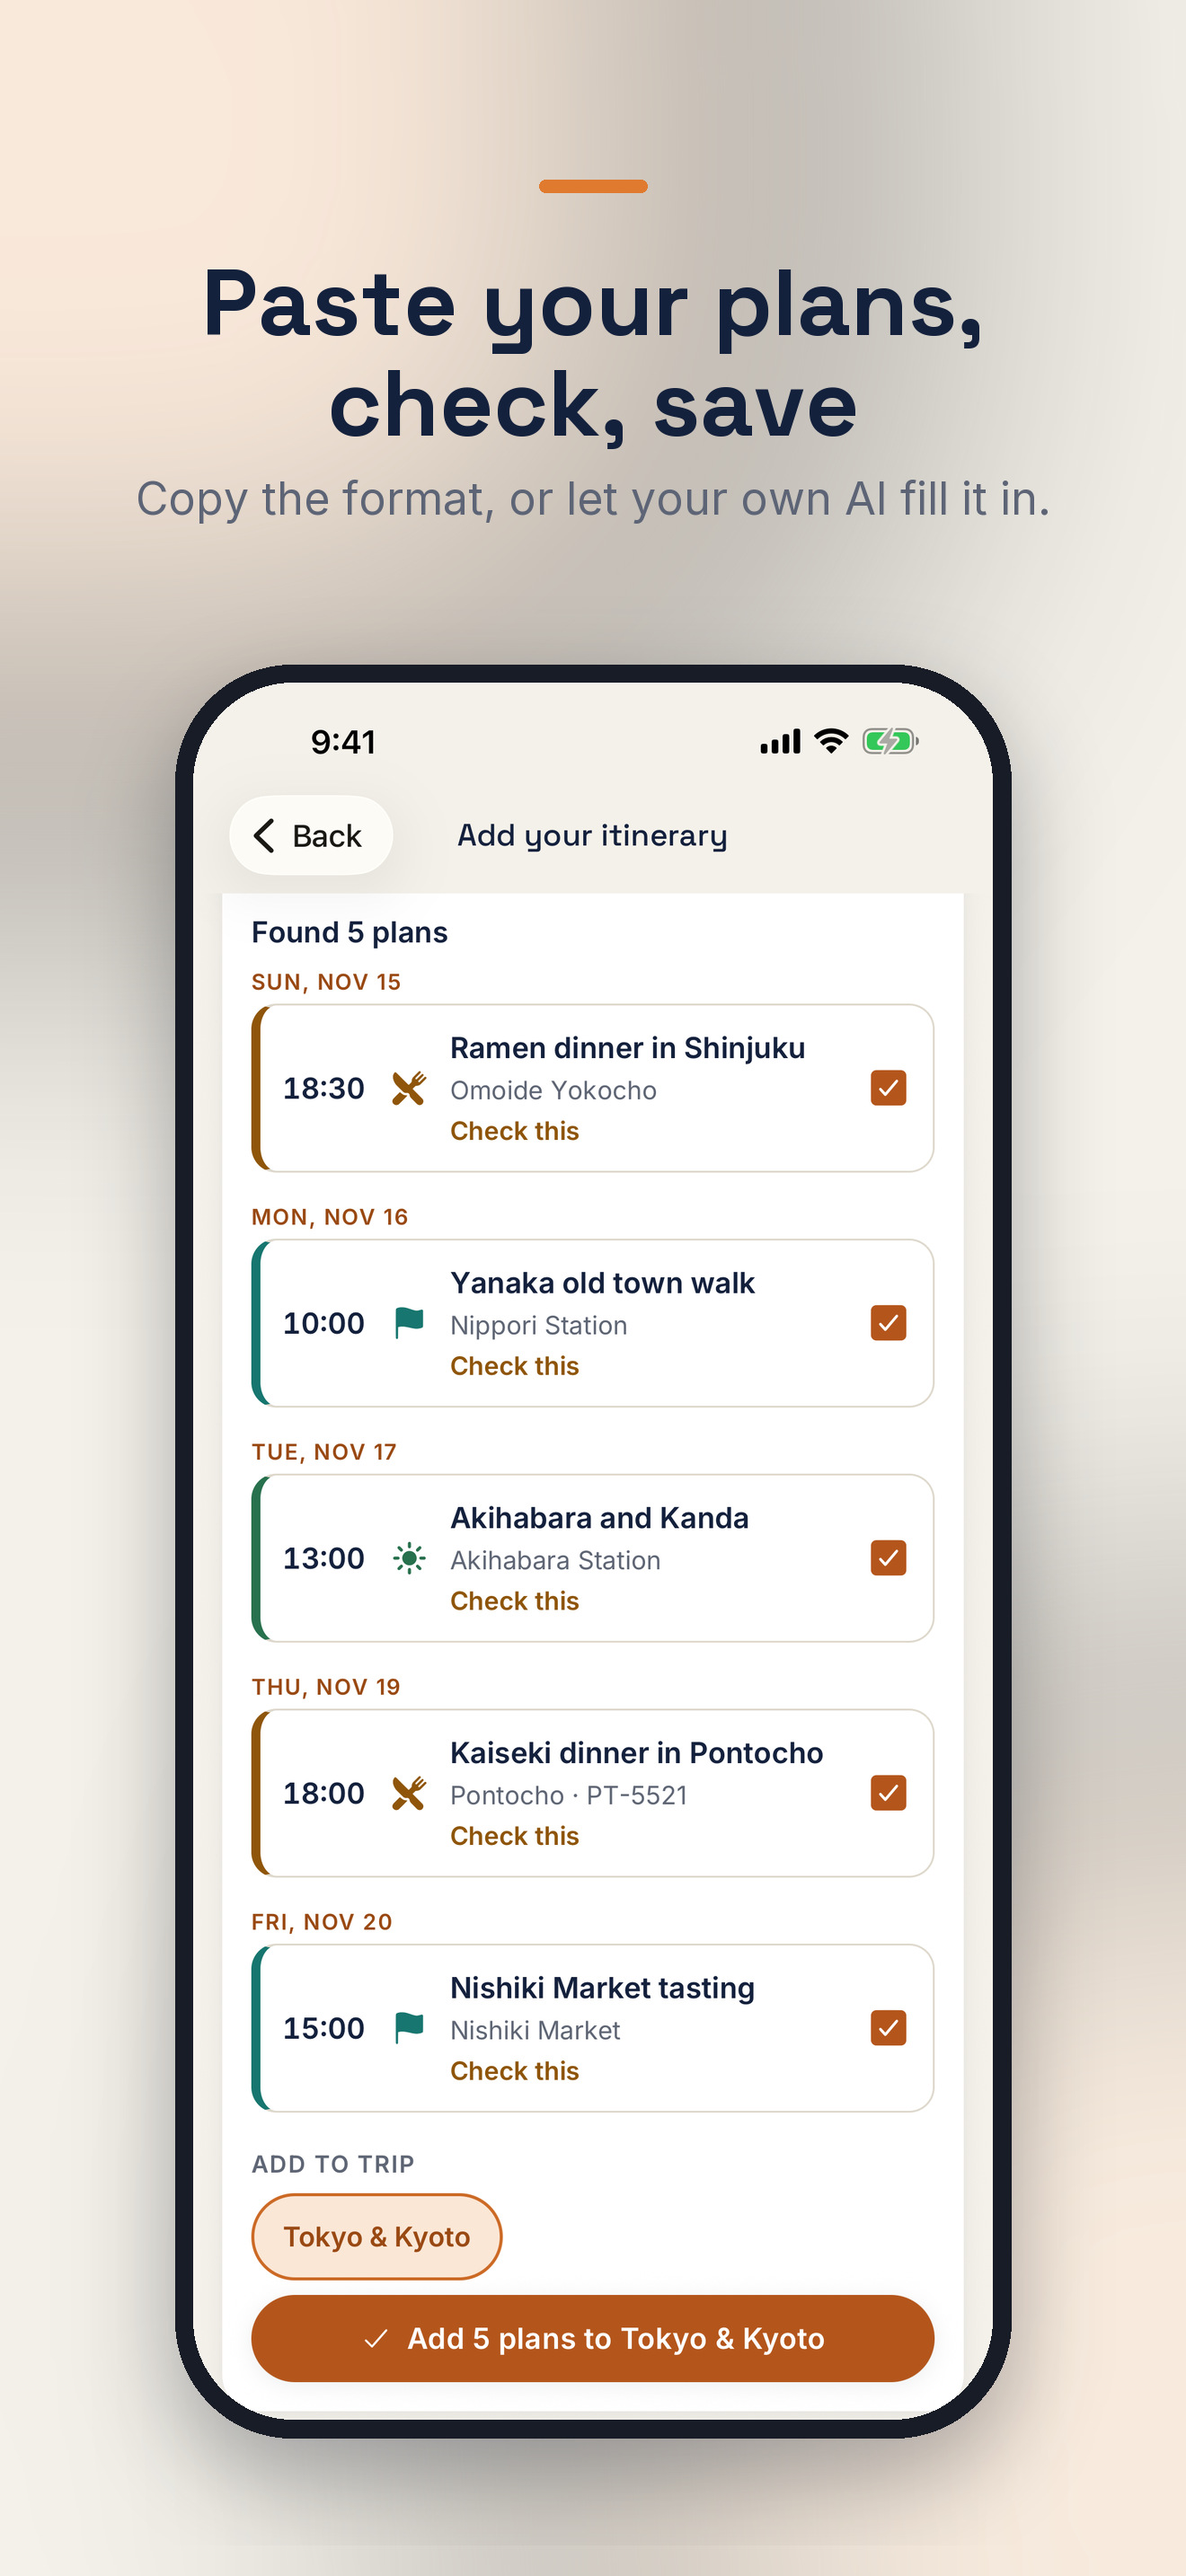 Paste your plans,
check, save
Copy the format, or let your own AI fill it in.
9:41
Back
Add your itinerary
Found 5 plans
SUN, NOV 15
18:30
Ramen dinner in Shinjuku
Omoide Yokocho
Check this
MON, NOV 16
10:00
Yanaka old town walk
Nippori Station
Check this
TUE, NOV 17
13:00
Akihabara and Kanda
Akihabara Station
Check this
THU, NOV 19
18:00
Kaiseki dinner in Pontocho
Pontocho · PT-5521
Check this
FRI, NOV 20
15:00
Nishiki Market tasting
Nishiki Market
Check this
ADD TO TRIP
Tokyo & Kyoto
Add 5 plans to Tokyo & Kyoto